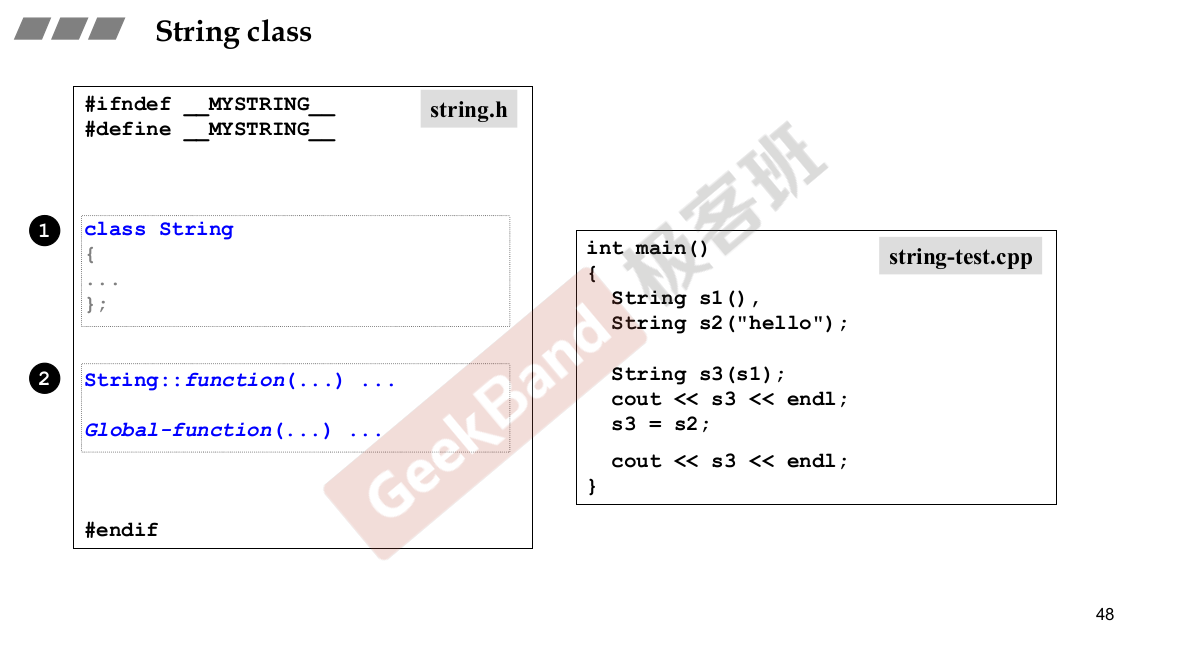 String class
#ifndef __MYSTRING__
#define __MYSTRING__
string.h
1
class String
{
...
};
2
String::function(...) ...
Global-function(...) ...
#endif
string-test.cpp
int main()
{
String s1(),
String s2("hello");
String s3(s1);
cout << s3 << endl;
s3 = s2;
cout << s3 << endl;
}
GeekBand 极客班
48